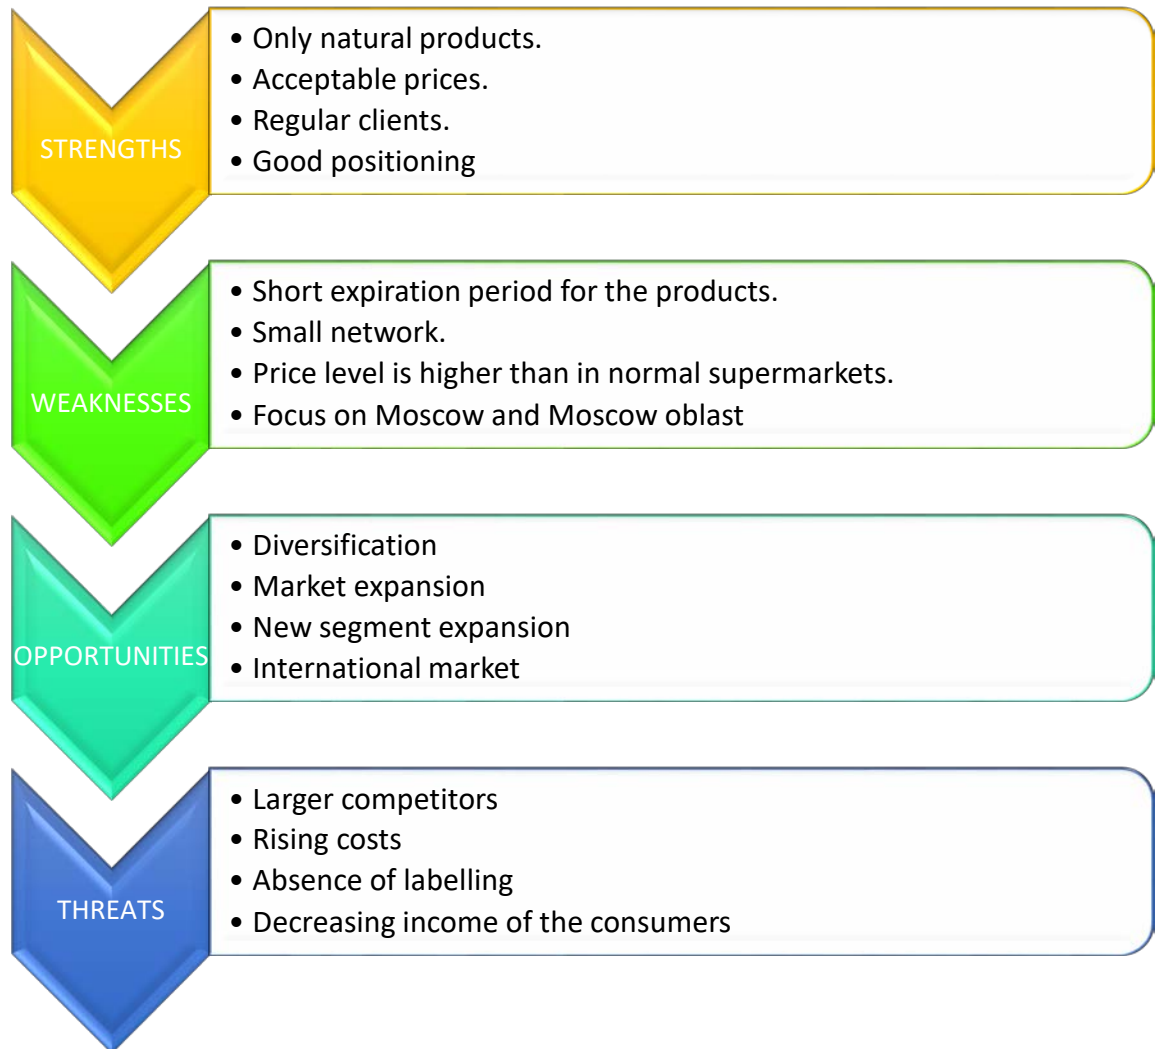 STRENGTHS
• Only natural products.
• Acceptable prices.
• Regular clients.
• Good positioning
WEAKNESSES
• Short expiration period for the products.
• Small network.
• Price level is higher than in normal supermarkets.
• Focus on Moscow and Moscow oblast
OPPORTUNITIES
• Diversification
• Market expansion
• New segment expansion
• International market
THREATS
• Larger competitors
• Rising costs
• Absence of labelling
• Decreasing income of the consumers